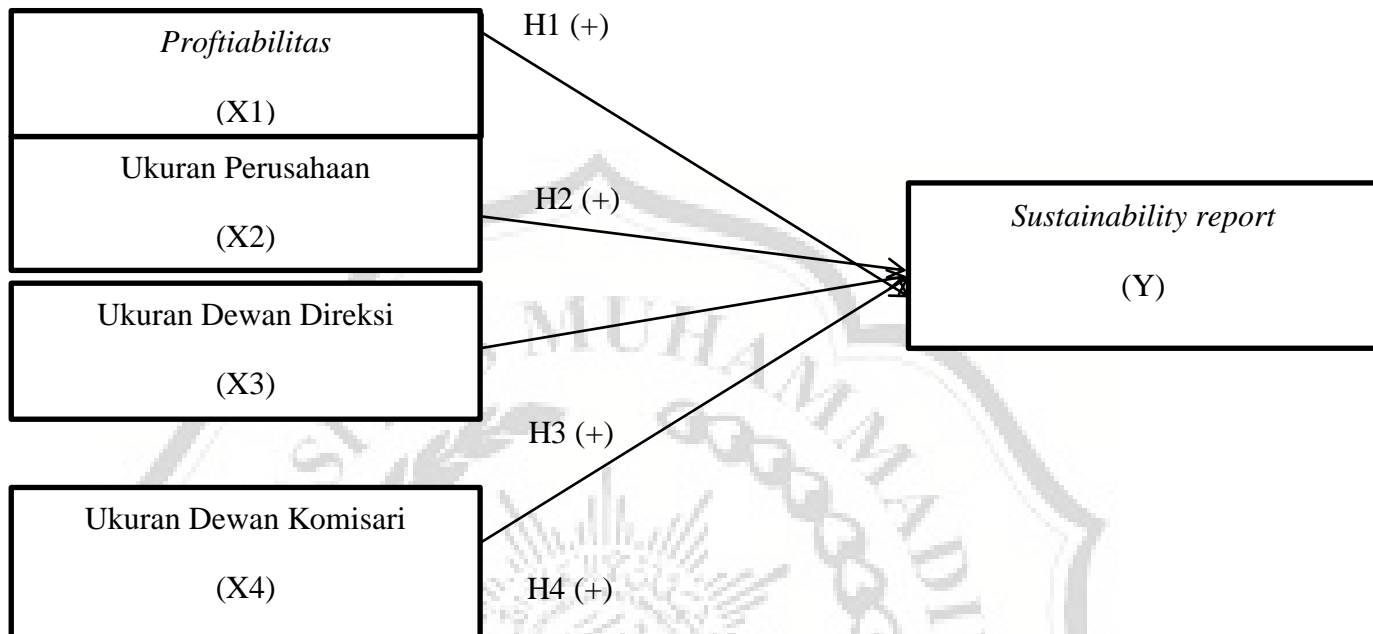 Proftiabilitas
(X1)
H1 (+)
Ukuran Perusahaan
(X2)
H2 (+)
Ukuran Dewan Direksi
(X3)
H3 (+)
Ukuran Dewan Komisari
(X4)
H4 (+)
Sustainability report
(Y)
MUHAMMADI